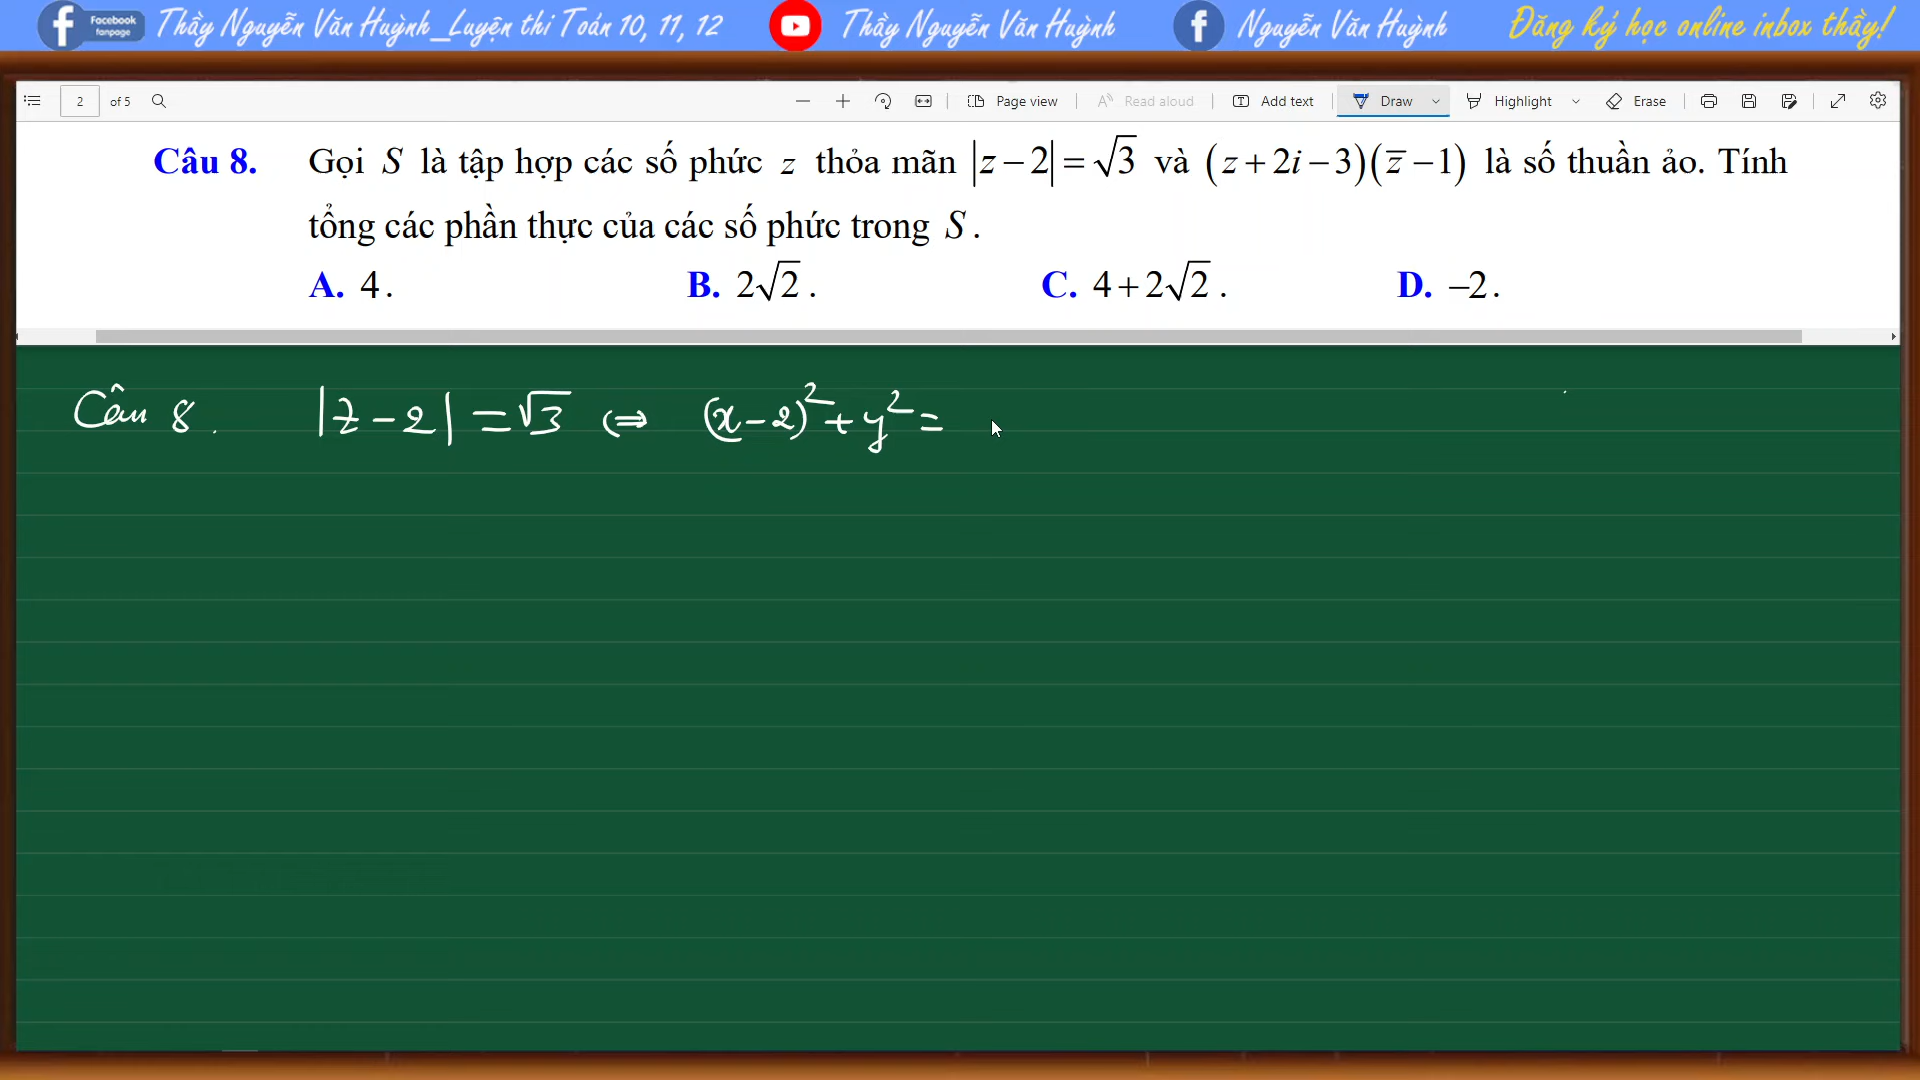 Facebook fanpage Thầy Nguyễn Văn Huỳnh_Luyện thi Toán 10, 11, 12 Thầy Nguyễn Văn Huỳnh Nguyễn Văn Huỳnh Đăng ký học online inbox thầy!
2 of 5 Page view Read aloud Add text Draw Highlight Erase
Câu 8. Gọi S là tập hợp các số phức z thỏa mãn |z − 2| = √3 và (z + 2i − 3)(z̅ − 1) là số thuần ảo. Tính
tổng các phần thực của các số phức trong S.
A. 4. B. 2√2. C. 4 + 2√2. D. −2.
Câu 8. |z − 2| = √3 ⇔ (x − 2)² + y² =